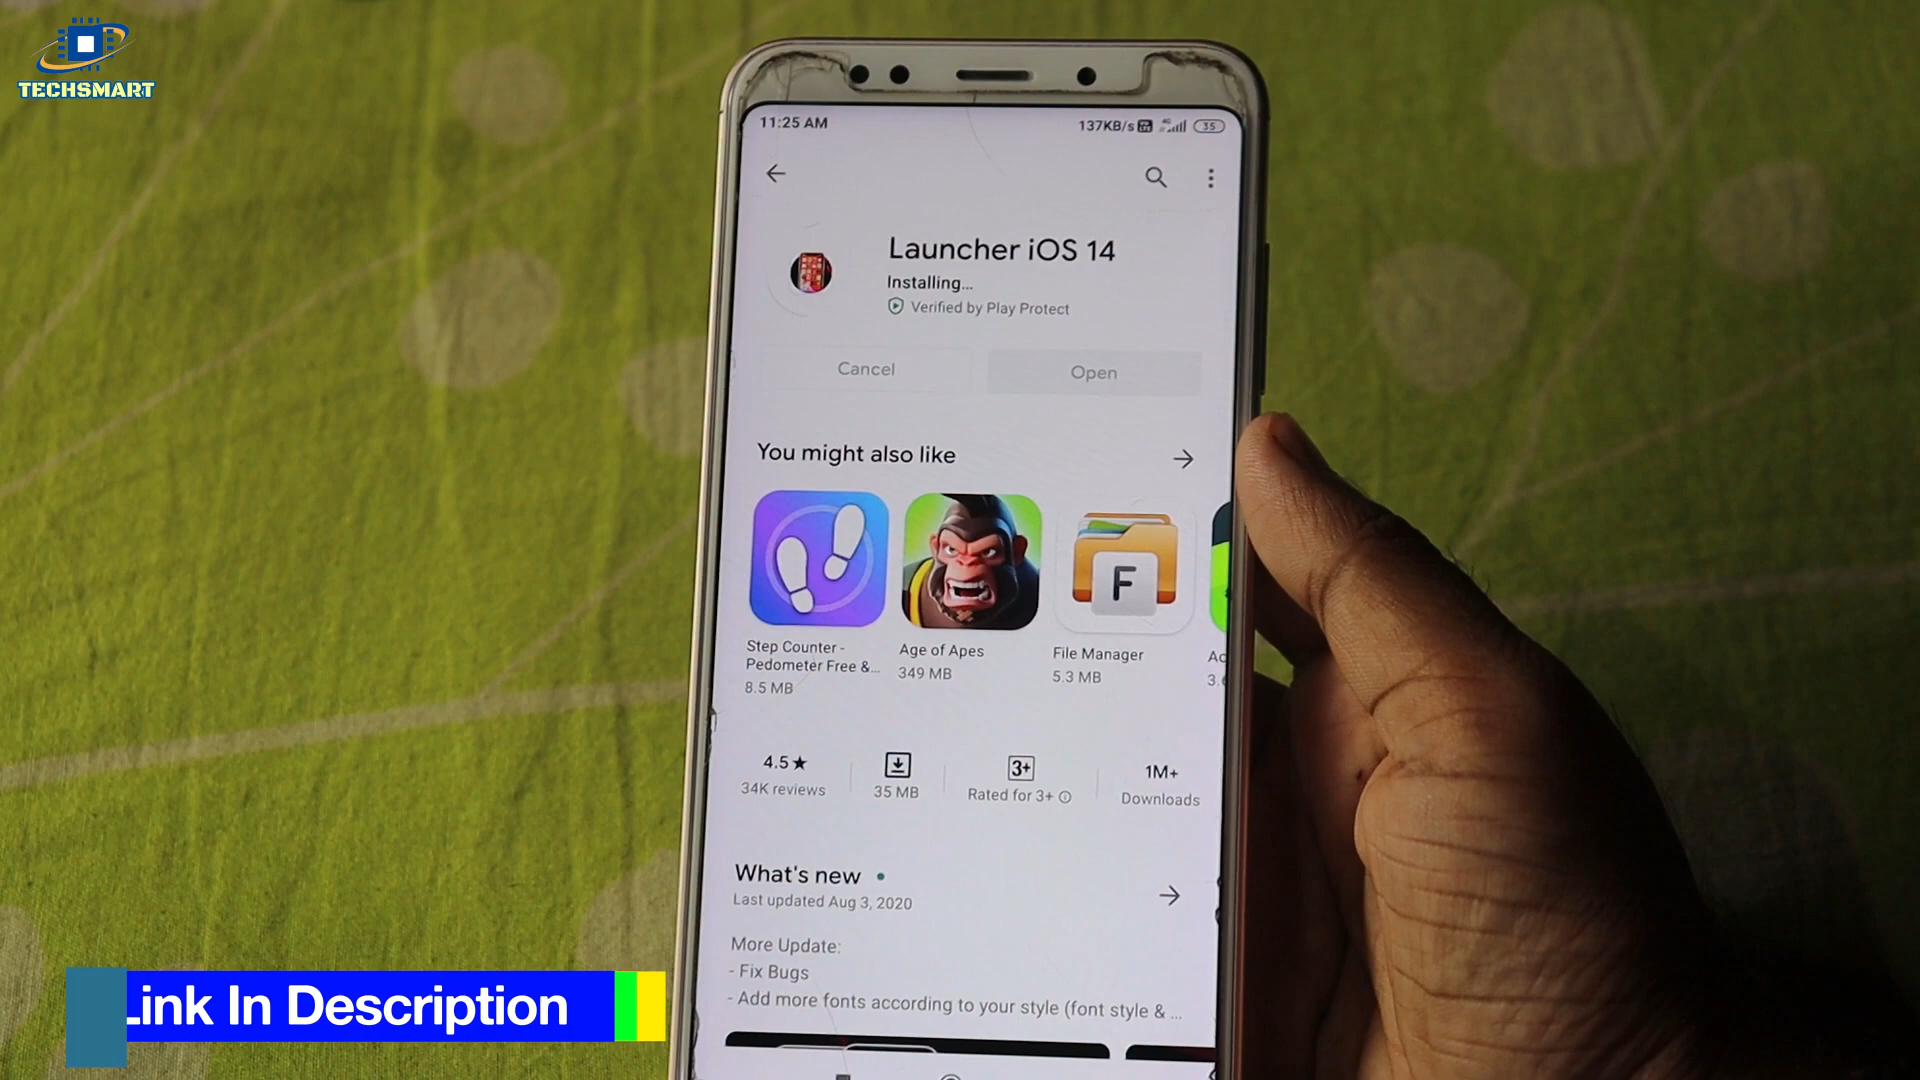 TECHSMART
11:25 AM
137KB/s 4G 35
Launcher iOS 14
Installing...
Verified by Play Protect
Cancel
Open
You might also like
F
Step Counter -
Pedometer Free &...
8.5 MB
Age of Apes
349 MB
File Manager
5.3 MB
4.5★
34K reviews
35 MB
3+
Rated for 3+
1M+
Downloads
What's new
Last updated Aug 3, 2020
More Update:
- Fix Bugs
- Add more fonts according to your style (font style & ...
Link In Description